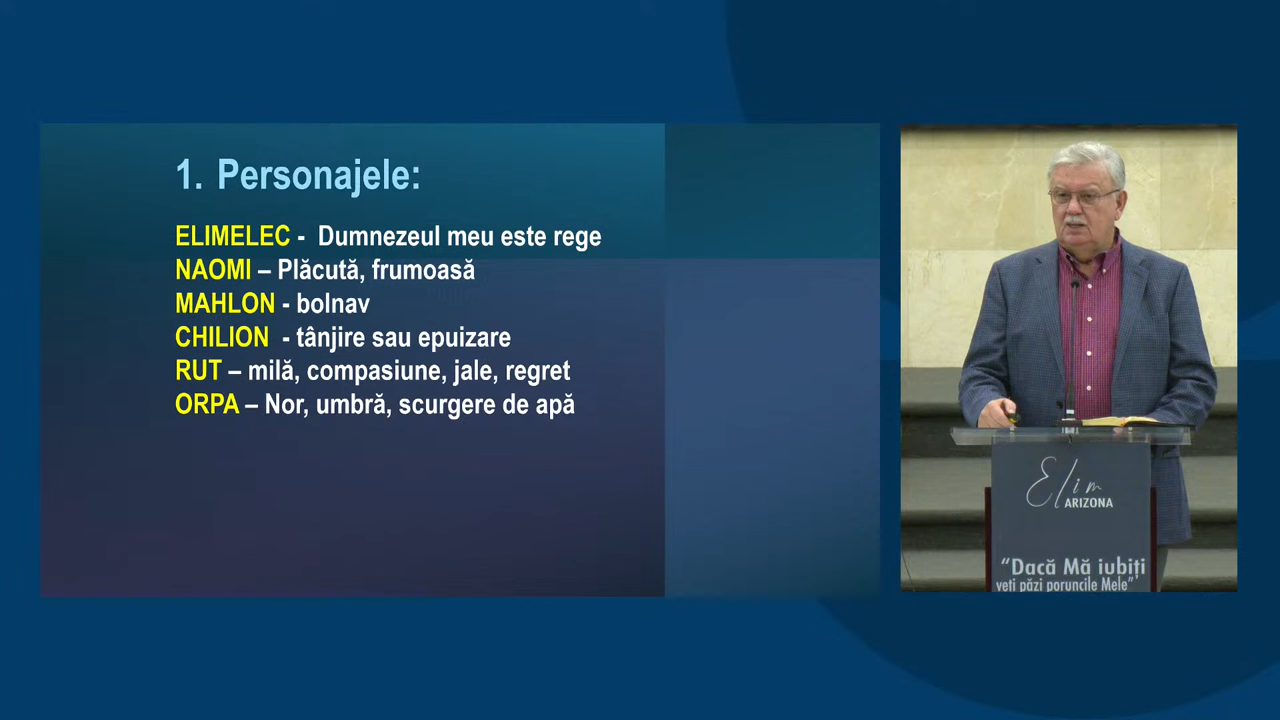 1. Personajele:
ELIMELEC - Dumnezeul meu este rege
NAOMI – Plăcută, frumoasă
MAHLON - bolnav
CHILION - tânjire sau epuizare
RUT – milă, compasiune, jale, regret
ORPA – Nor, umbră, scurgere de apă
Elim
ARIZONA
“Dacă Mă iubiți
veti păzi poruncile Mele”